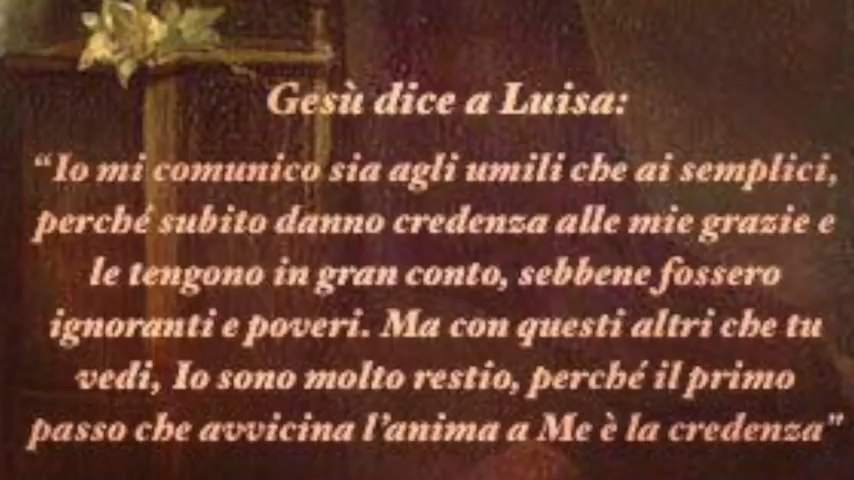 Gesù dice a Luisa:
“Io mi comunico sia agli umili che ai semplici,
perché subito danno credenza alle mie grazie e
le tengono in gran conto, sebbene fossero
ignoranti e poveri. Ma con questi altri che tu
vedi, Io sono molto restio, perché il primo
passo che avvicina l’anima a Me è la credenza"